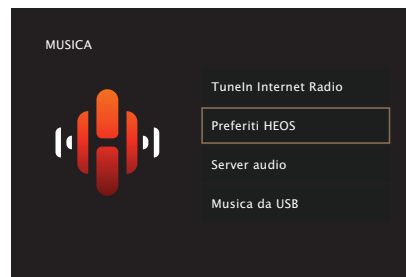 MUSICA
TuneIn Internet Radio
Preferiti HEOS
Server audio
Musica da USB